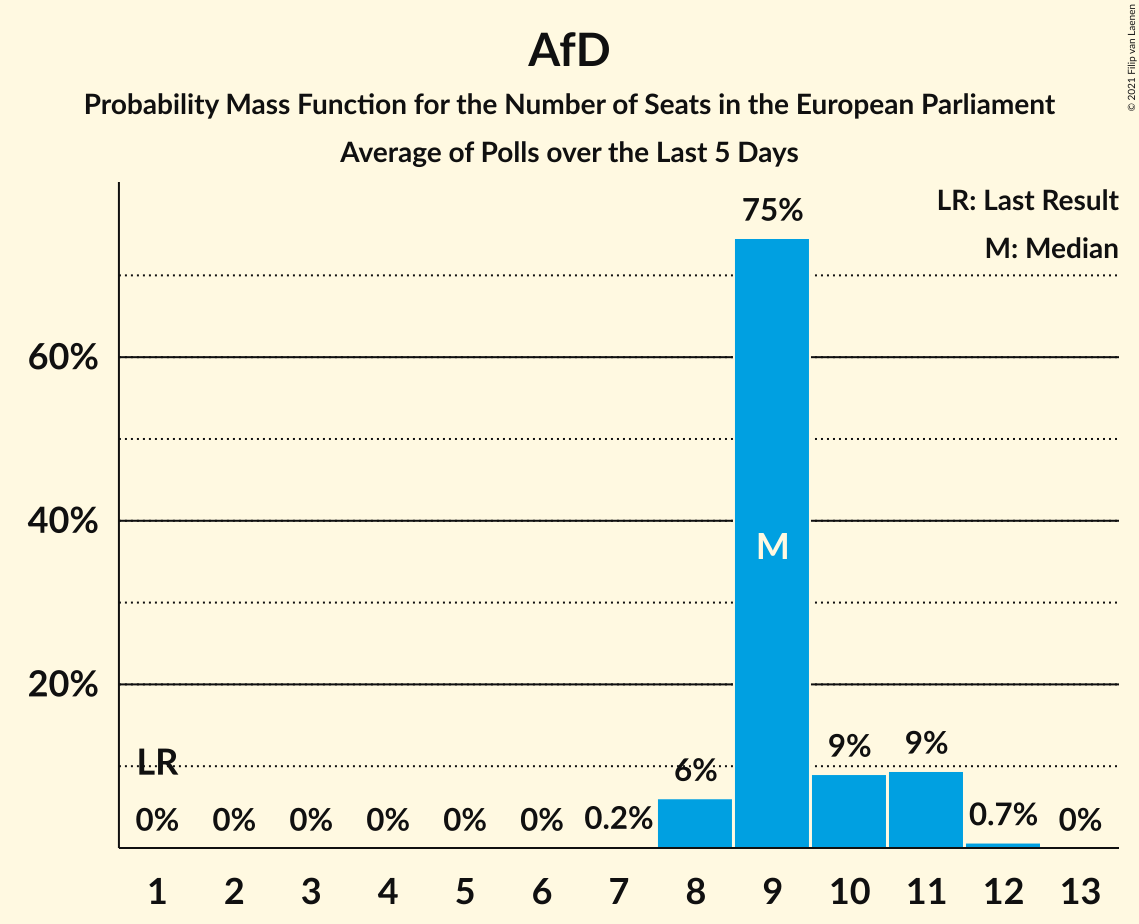 AfD
Probability Mass Function for the Number of Seats in the European Parliament
Average of Polls over the Last 5 Days
© 2021 Filip van Laenen
LR: Last Result
M: Median
75%
60%
40%
M
20%
LR
0% 0% 0% 0% 0% 0% 0.2% 6% 9% 9% 0.7% 0%
1 2 3 4 5 6 7 8 9 10 11 12 13